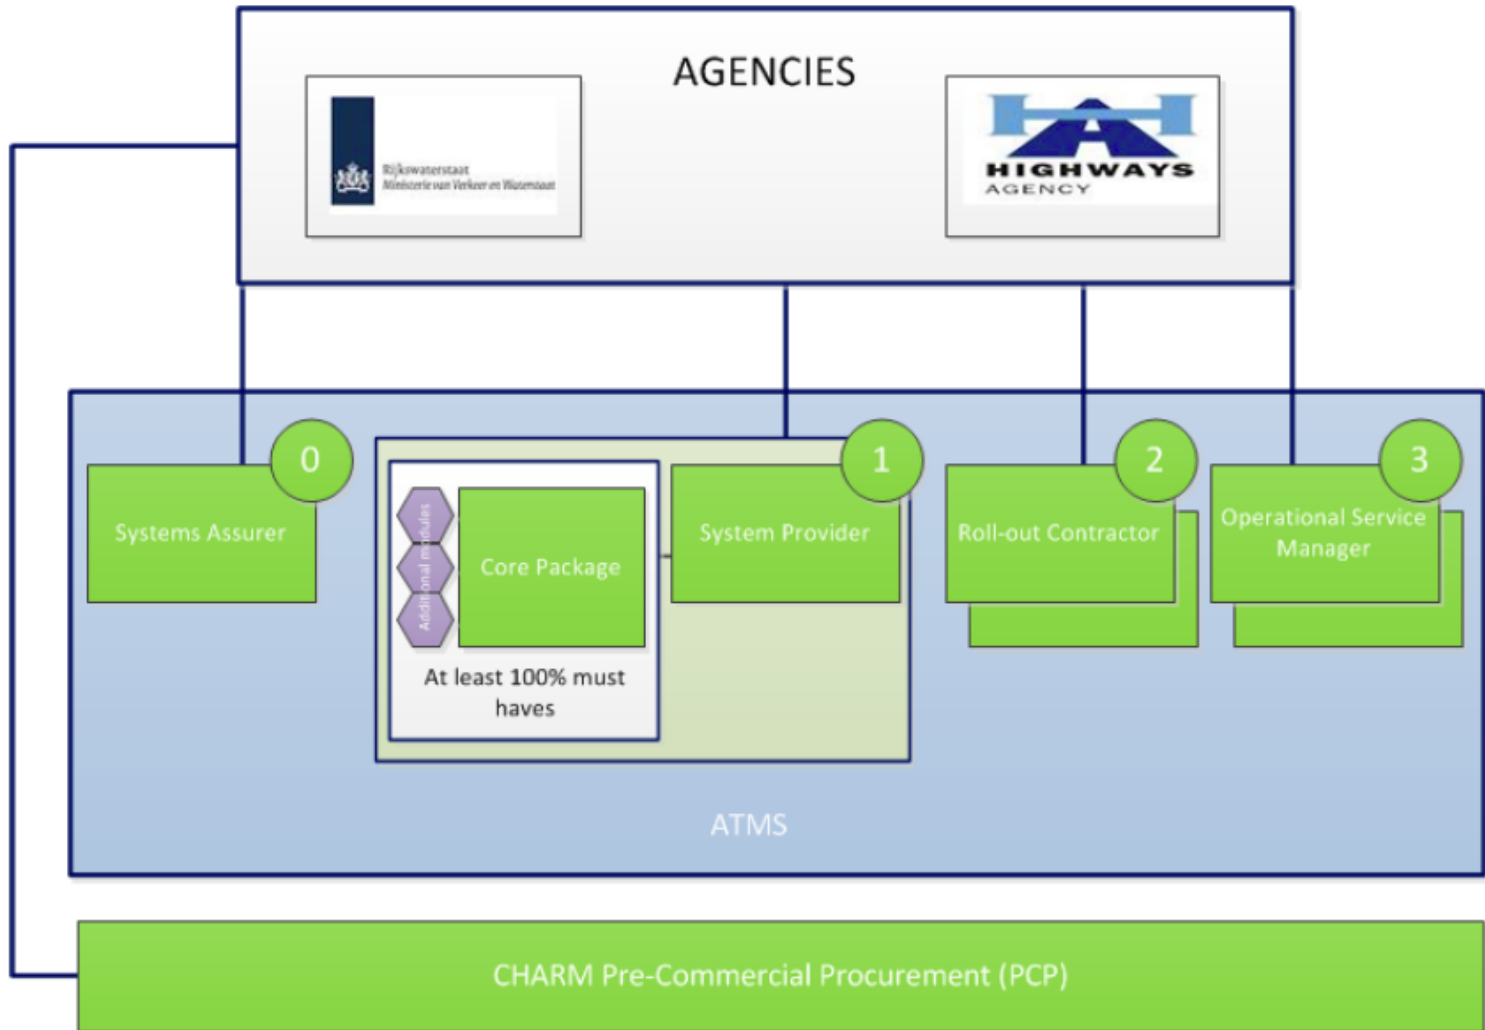 AGENCIES
Rijkswaterstaat
Ministerie van Verkeer en Waterstaat
HIGHWAYS
AGENCY
0
1
2
3
Systems Assurer
Additional modules
Core Package
System Provider
Roll-out Contractor
Operational Service
Manager
At least 100% must
haves
ATMS
CHARM Pre-Commercial Procurement (PCP)